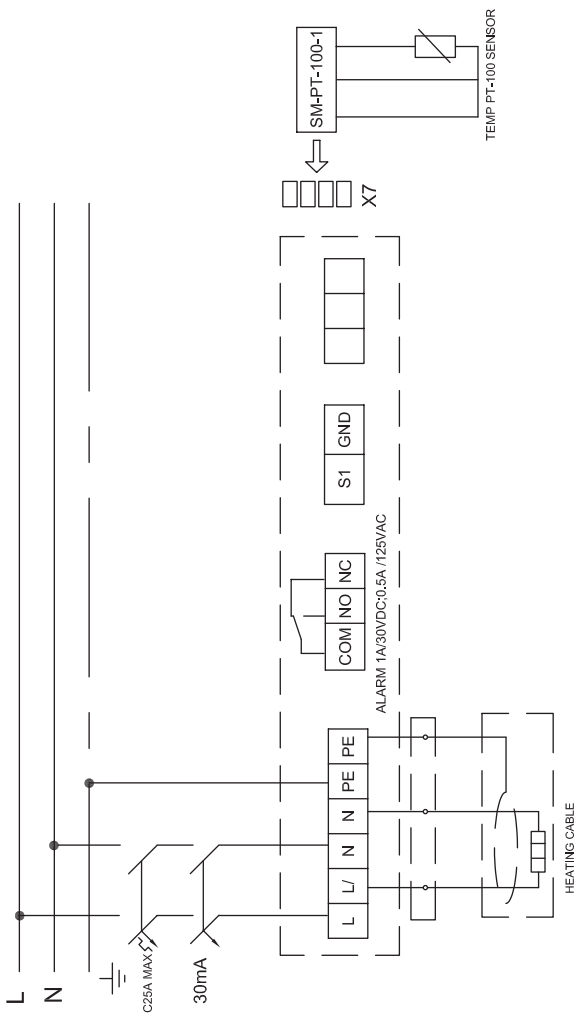 L
N
C25A MAX
30mA
L
L/
N
N
PE
PE
COM
NO
NC
ALARM 1A/30VDC;0.5A /125VAC
S1
GND
X7
SM-PT-100-1
TEMP PT-100 SENSOR
HEATING CABLE